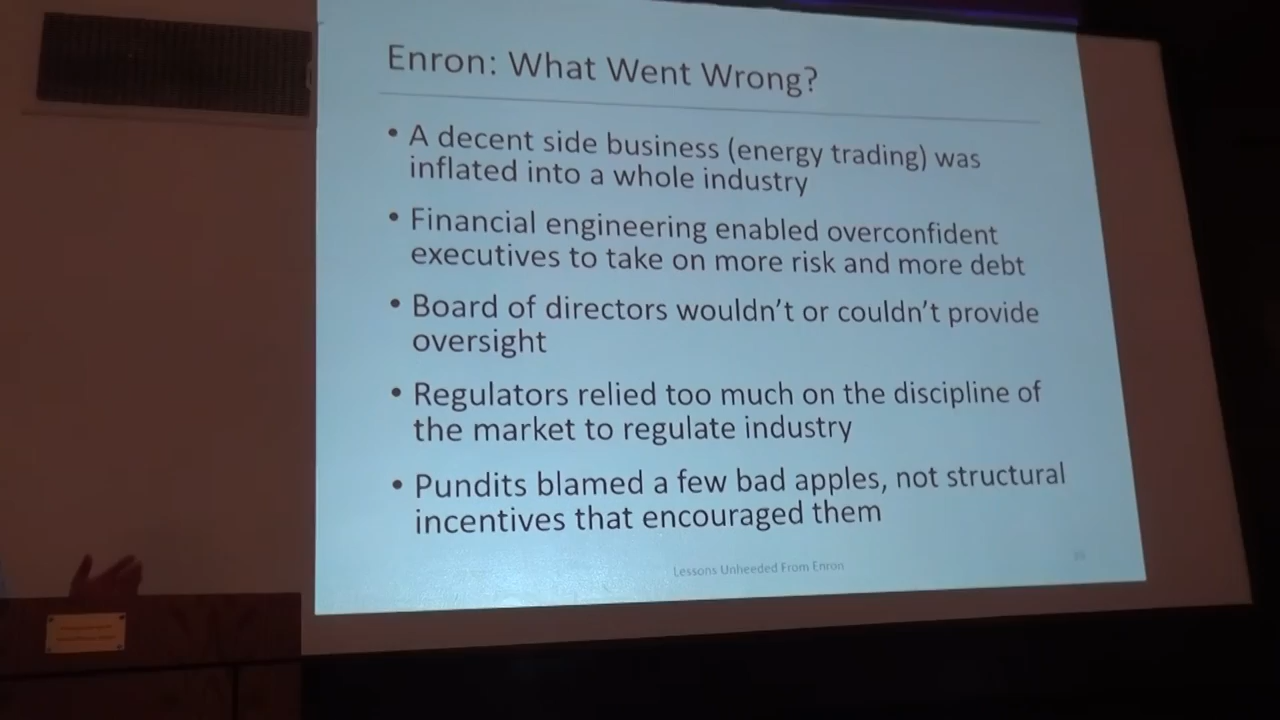 Enron: What Went Wrong?
• A decent side business (energy trading) was
inflated into a whole industry
• Financial engineering enabled overconfident
executives to take on more risk and more debt
• Board of directors wouldn’t or couldn’t provide
oversight
• Regulators relied too much on the discipline of
the market to regulate industry
• Pundits blamed a few bad apples, not structural
incentives that encouraged them
Lessons Unheeded From Enron